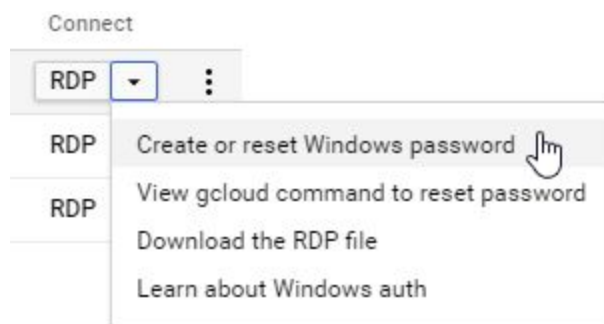 Connect
RDP
RDP
Create or reset Windows password
RDP
View gcloud command to reset password
Download the RDP file
Learn about Windows auth